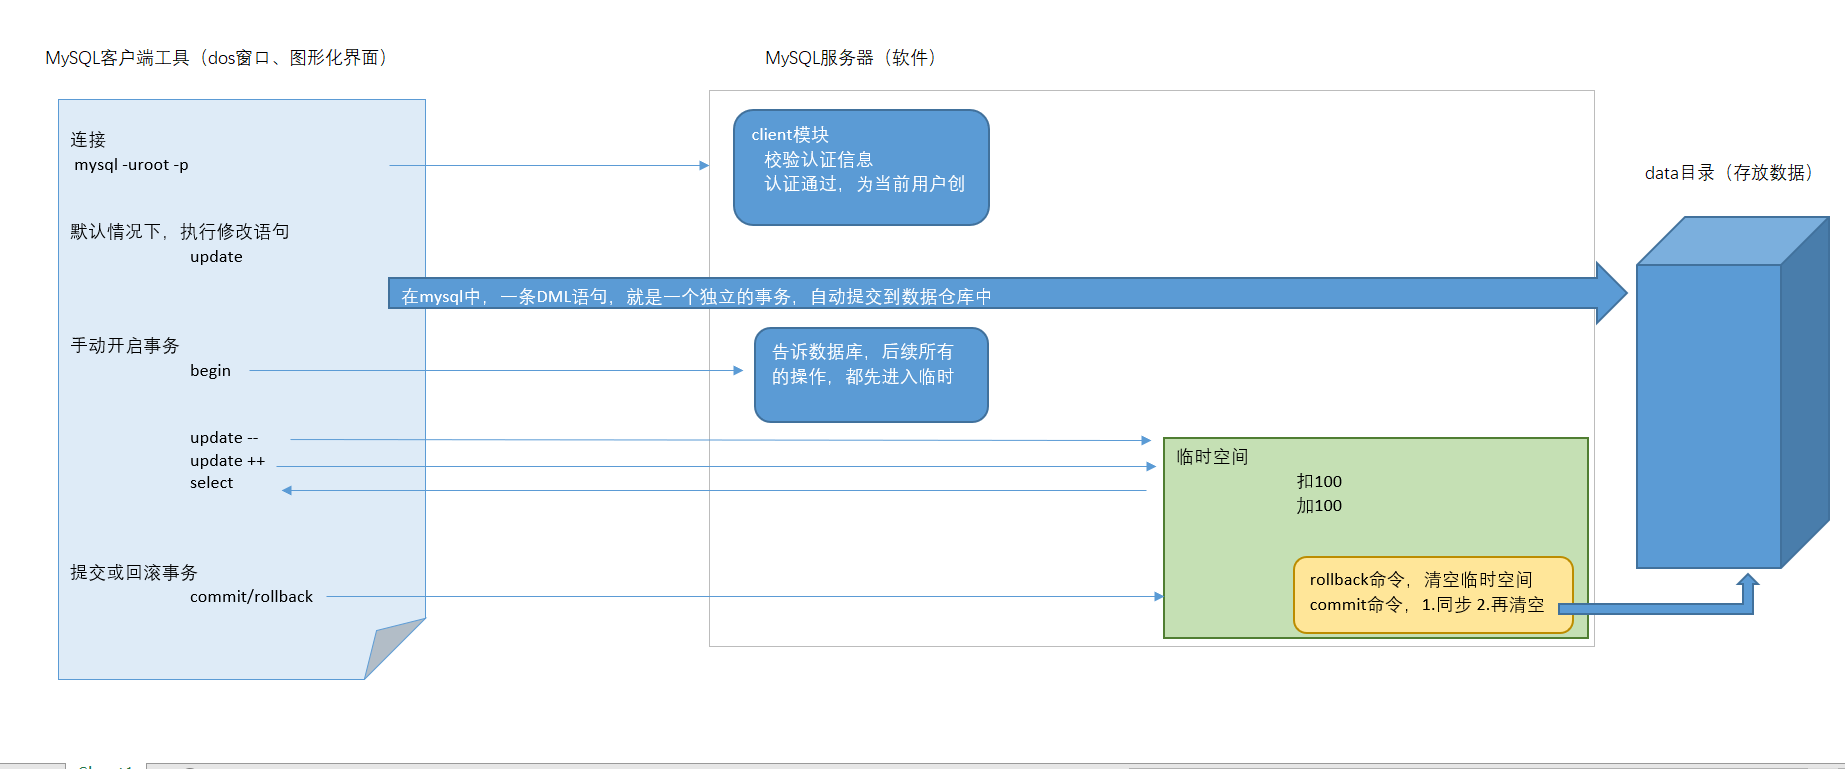 MySQL客户端工具（dos窗口、图形化界面）
MySQL服务器（软件）
连接
mysql -uroot -p
client模块
校验认证信息
认证通过，为当前用户创
data目录（存放数据）
默认情况下，执行修改语句
update
在mysql中，一条DML语句，就是一个独立的事务，自动提交到数据仓库中
手动开启事务
begin
告诉数据库，后续所有
的操作，都先进入临时
update --
update ++
select
临时空间
扣100
加100
提交或回滚事务
commit/rollback
rollback命令，清空临时空间
commit命令，1.同步 2.再清空